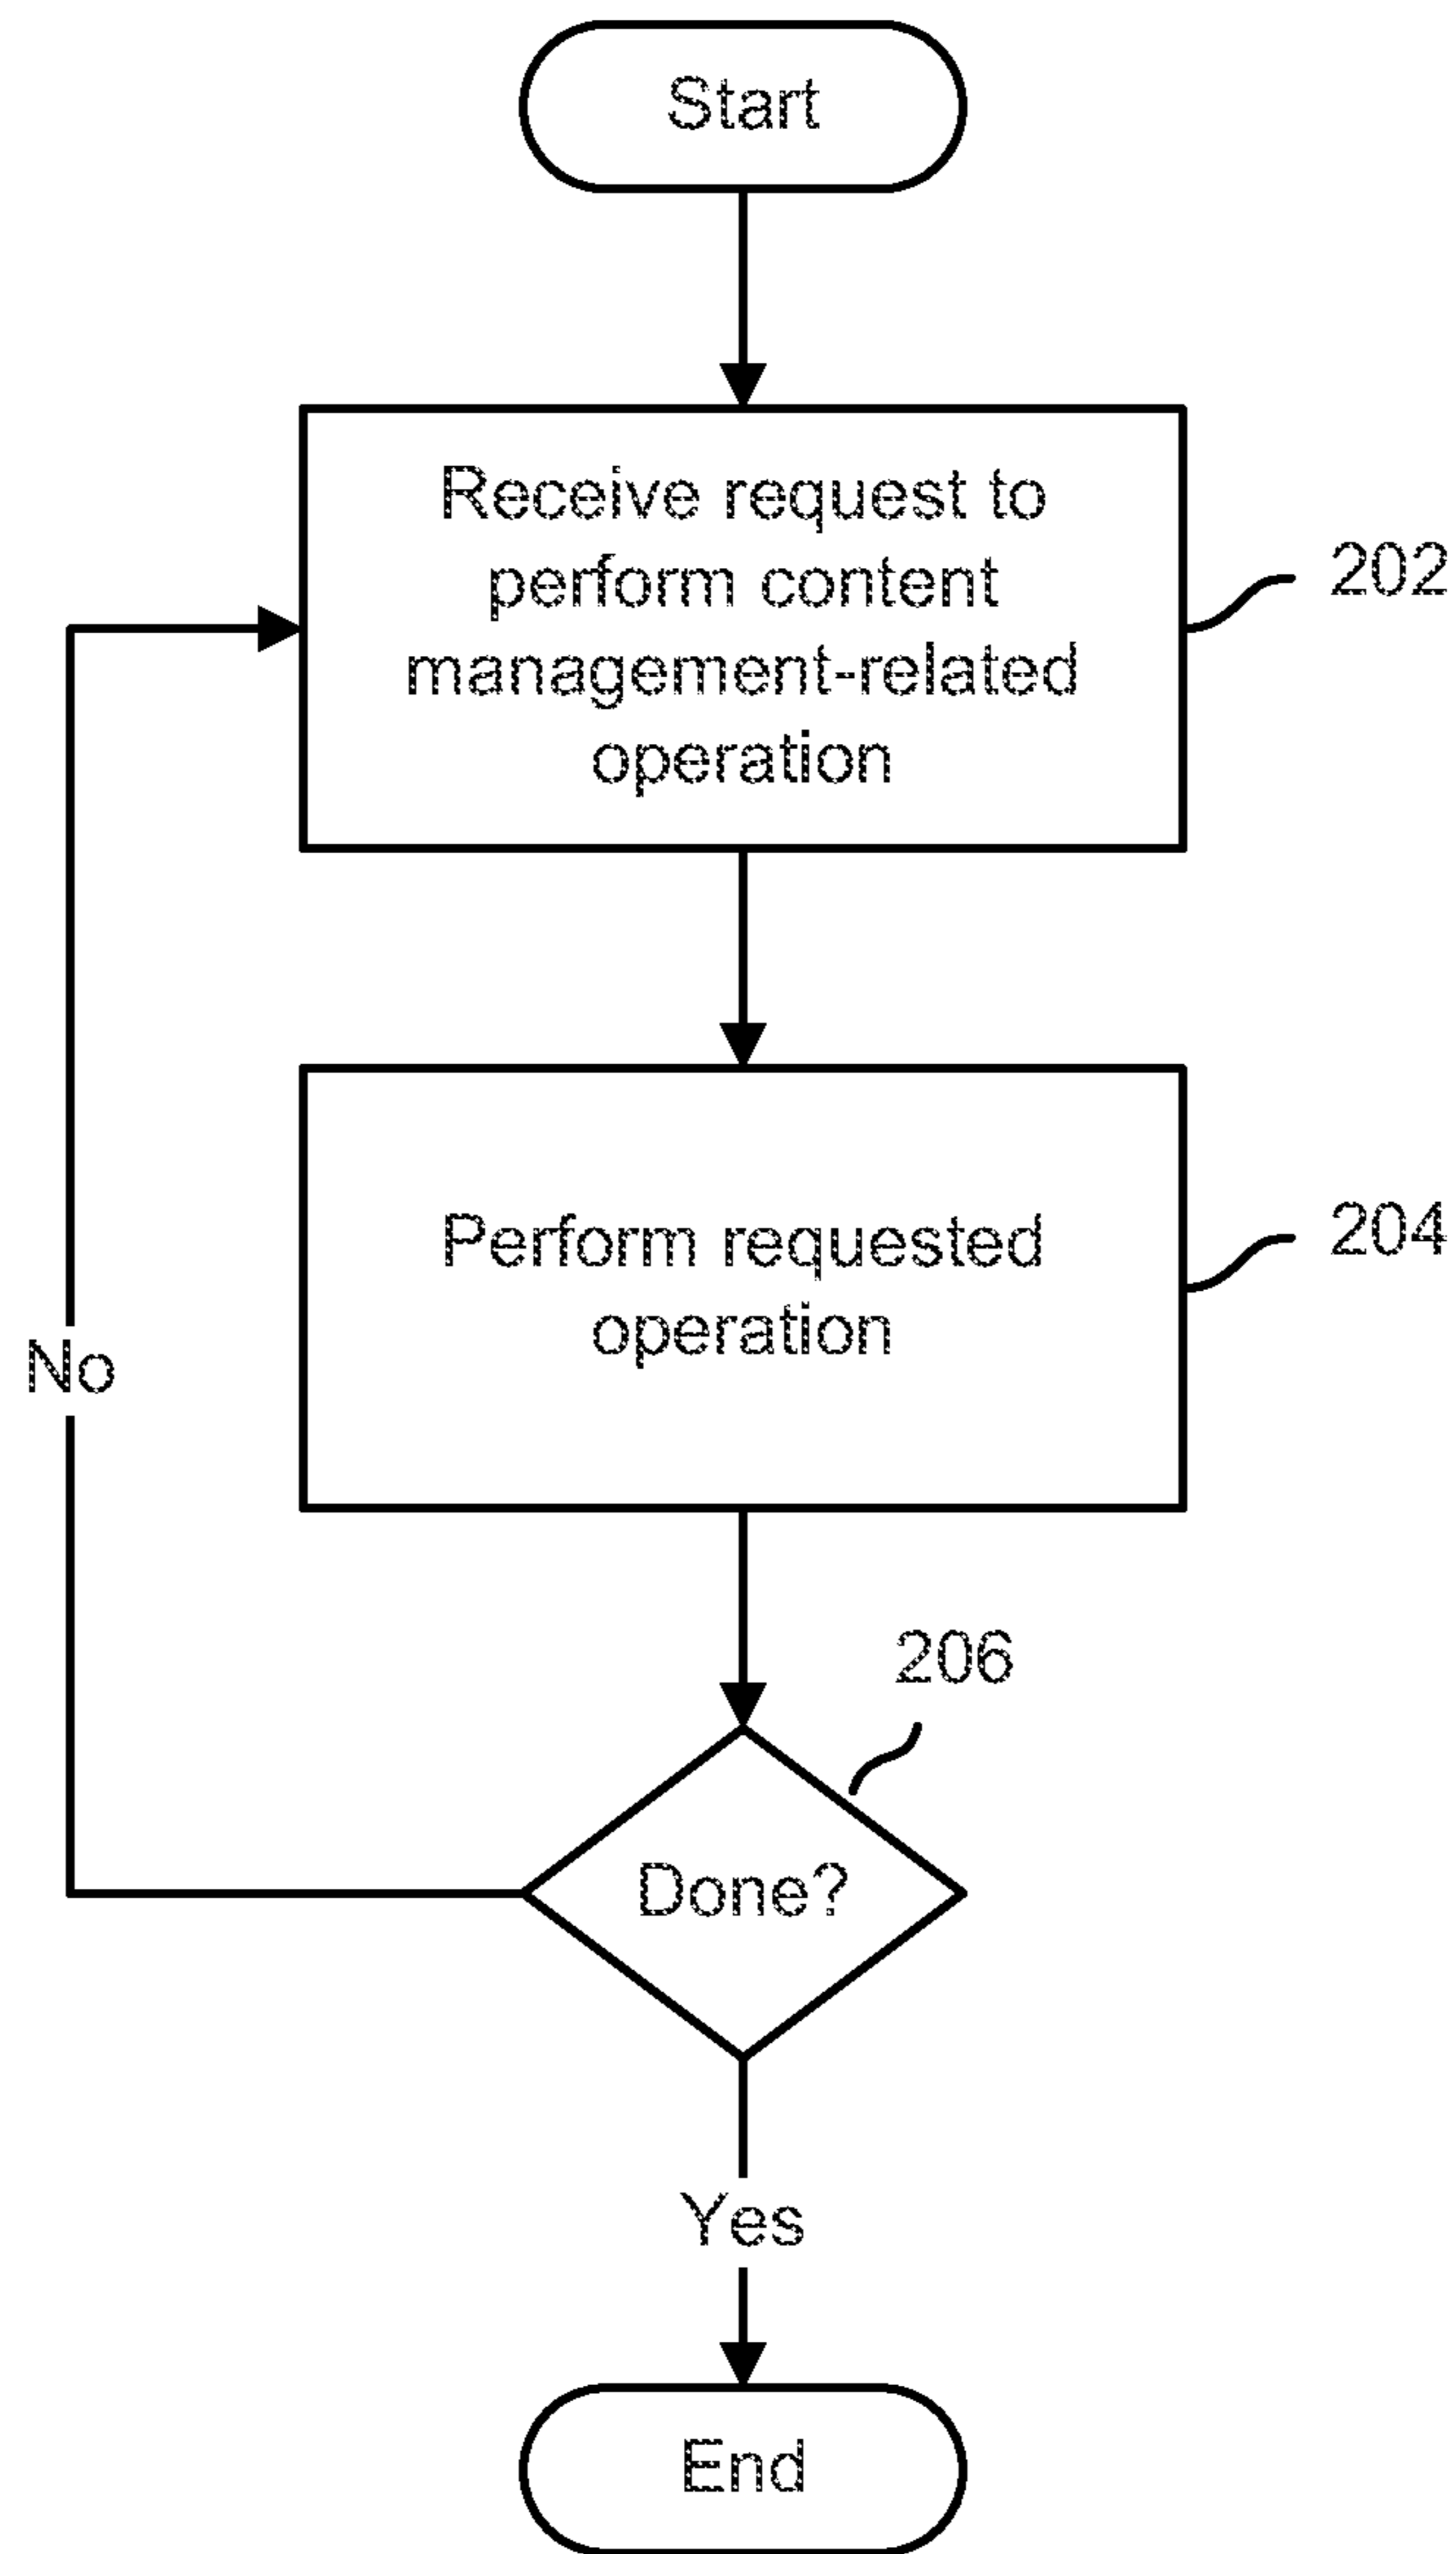 Start
Receive request to
perform content
management-related
operation
202
Perform requested
operation
204
No
206
Done?
Yes
End